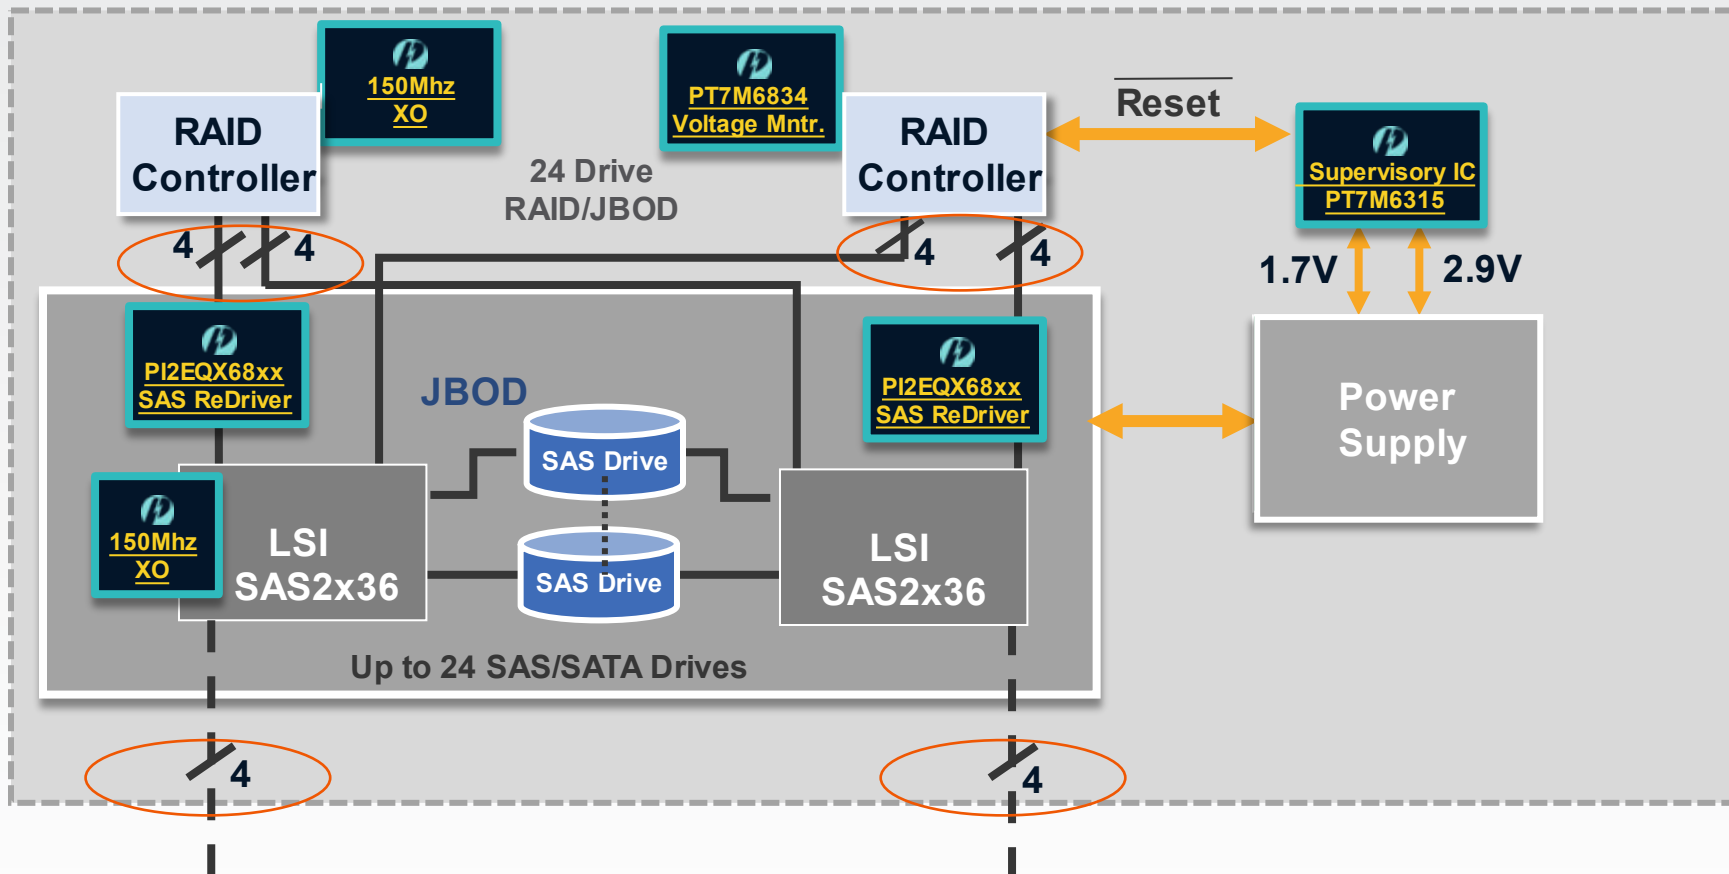 150Mhz
XO
PT7M6834
Voltage Mntr.
RAID
Controller
RAID
Controller
Reset
Supervisory IC
PT7M6315
24 Drive
RAID/JBOD
4
4
4
4
1.7V
2.9V
PI2EQX68xx
SAS ReDriver
JBOD
PI2EQX68xx
SAS ReDriver
Power
Supply
SAS Drive
150Mhz
XO
LSI
SAS2x36
SAS Drive
LSI
SAS2x36
Up to 24 SAS/SATA Drives
4
4